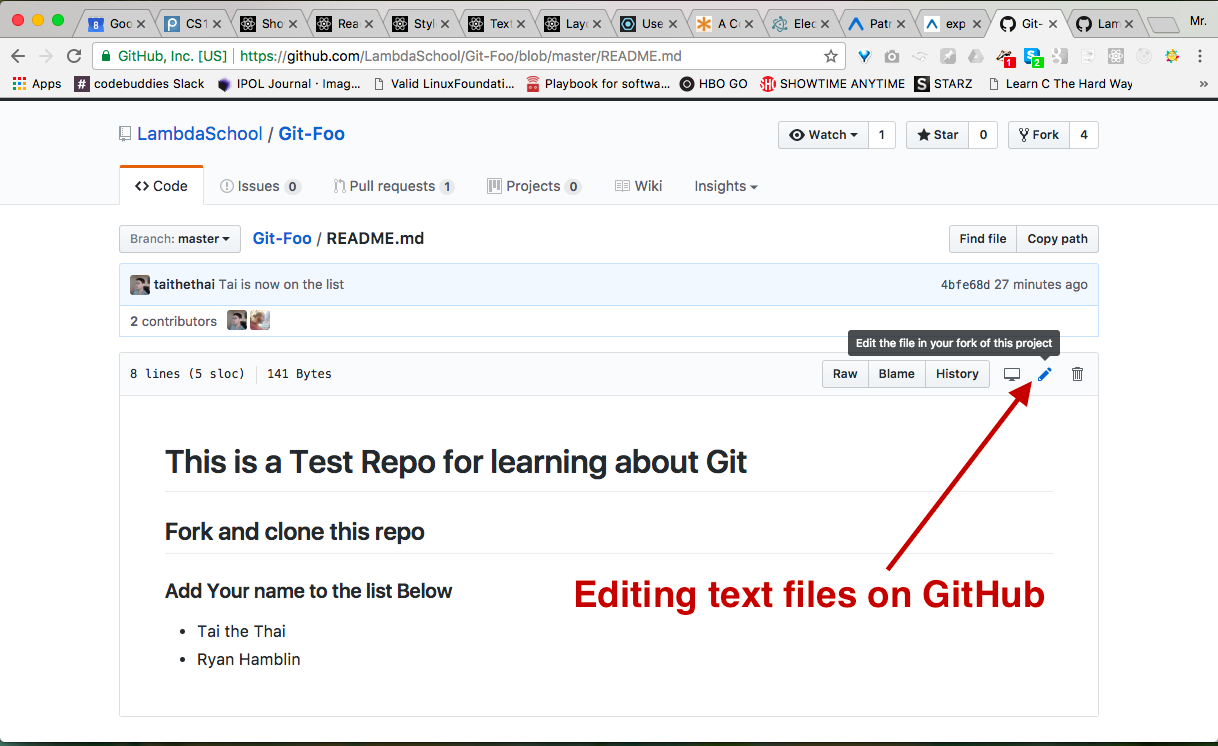 Goo
CS1
Sho
Rea
Styl
Text
Layo
Use
A C
Elec
Patr
exp
Git-
Lam
Mr.
GitHub, Inc. [US] https://github.com/LambdaSchool/Git-Foo/blob/master/README.md
1
2
Apps codebuddies Slack IPOL Journal · Imag... Valid LinuxFoundati... Playbook for softwa... HBO GO SHOWTIME ANYTIME STARZ Learn C The Hard Way »
LambdaSchool / Git-Foo
Watch 1 Star 0 Fork 4
Code Issues 0 Pull requests 1 Projects 0 Wiki Insights
Branch: master Git-Foo / README.md Find file Copy path
taithethai Tai is now on the list 4bfe68d 27 minutes ago
2 contributors
Edit the file in your fork of this project
8 lines (5 sloc) 141 Bytes Raw Blame History
This is a Test Repo for learning about Git
Fork and clone this repo
Add Your name to the list Below
Editing text files on GitHub
• Tai the Thai
• Ryan Hamblin